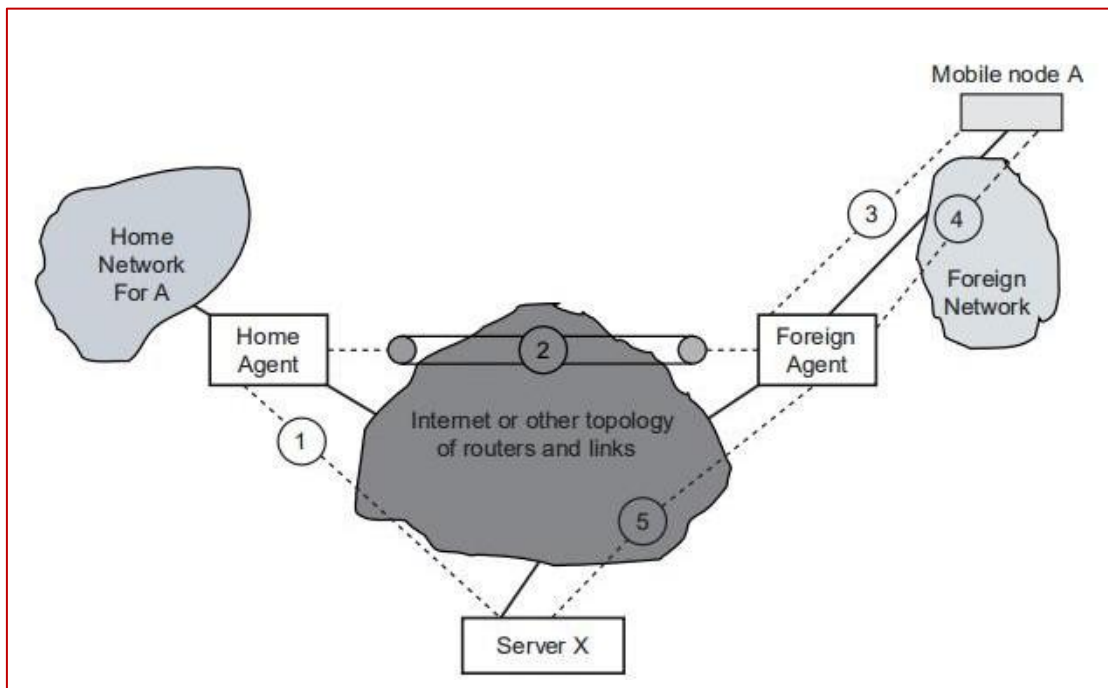 Mobile node A
3
4
Home
Network
For A
Foreign
Network
Home
Agent
2
Foreign
Agent
1
Internet or other topology
of routers and links
5
Server X